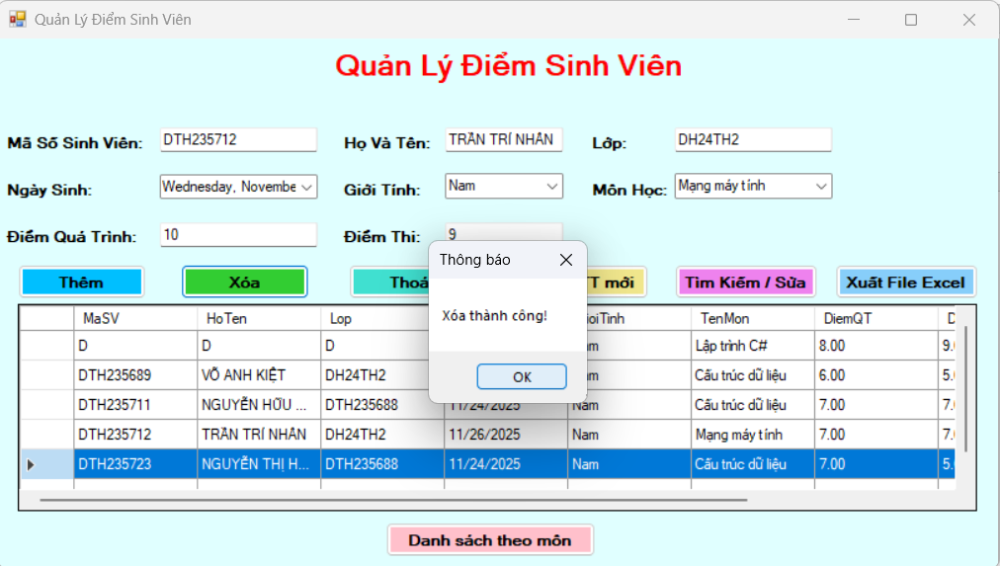 Quản Lý Điểm Sinh Viên
Quản Lý Điểm Sinh Viên
Mã Số Sinh Viên: DTH235712 Họ Và Tên: TRẦN TRÍ NHÂN Lớp: DH24TH2
Ngày Sinh: Wednesday, Novembe Giới Tính: Nam Môn Học: Mạng máy tính
Điểm Quá Trình: 10 Điểm Thi: 9
Thông báo
Xóa thành công!
OK
Thêm Xóa Thoá T mới Tìm Kiếm / Sửa Xuất File Excel
MaSV HoTen Lop ioiTinh TenMon DiemQT D
D D D m Lập trình C# 8.00 9.
DTH235689 VÕ ANH KIỆT DH24TH2 m Cấu trúc dữ liệu 6.00 5.
DTH235711 NGUYỄN HỮU ... DTH235688 11/24/2025 Nam Cấu trúc dữ liệu 7.00 7.
DTH235712 TRẦN TRÍ NHÂN DH24TH2 11/26/2025 Nam Mạng máy tính 7.00 7.
DTH235723 NGUYỄN THỊ H... DTH235688 11/24/2025 Nam Cấu trúc dữ liệu 7.00 5.
Danh sách theo môn